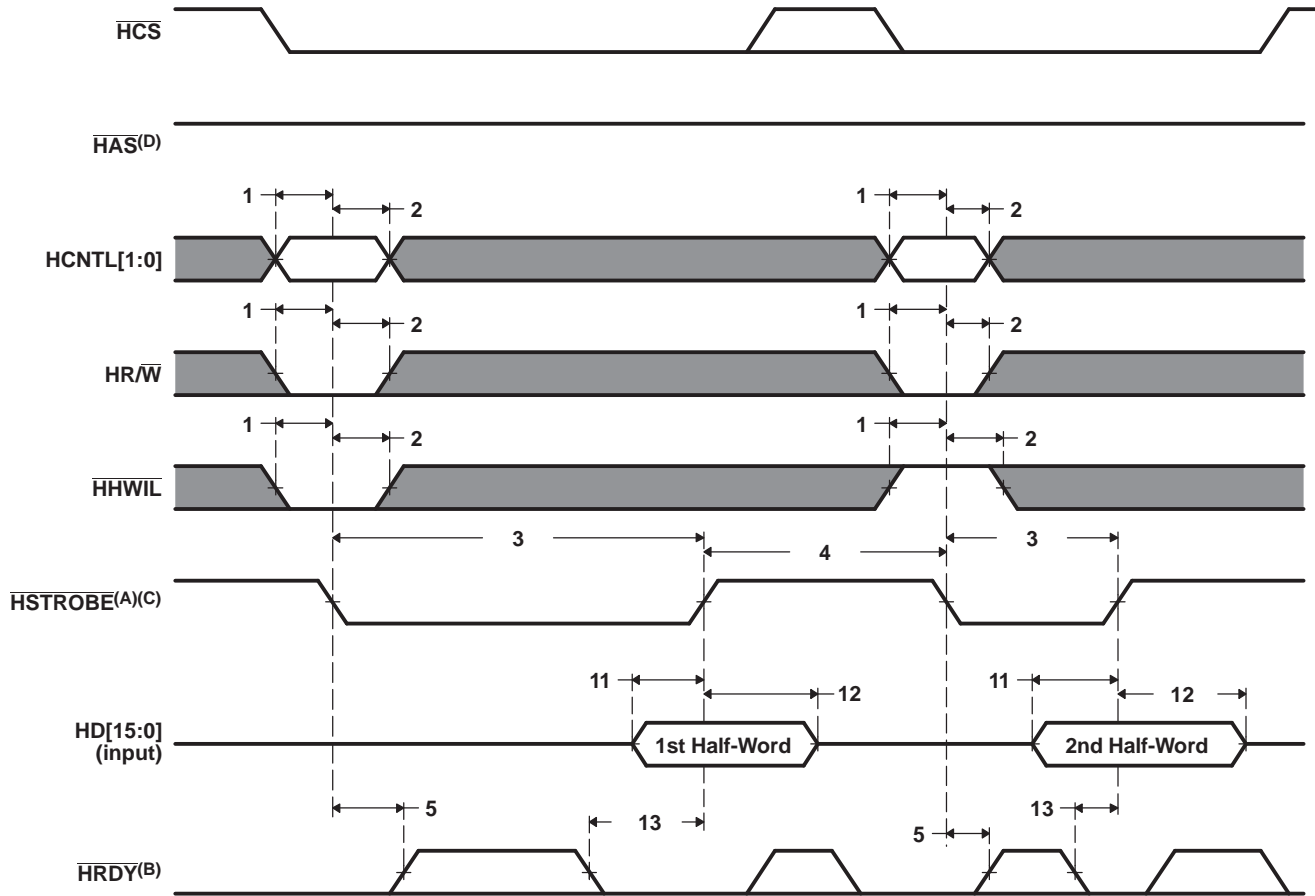 HCS
HAS(D)
1 1
2 2
HCNTL[1:0]
1 1
2 2
HR/W
1 1
2 2
HHWIL
3 4 3
HSTROBE(A)(C)
11 12 11 12
HD[15:0]
(input)
1st Half-Word 2nd Half-Word
5 13 5 13
HRDY(B)